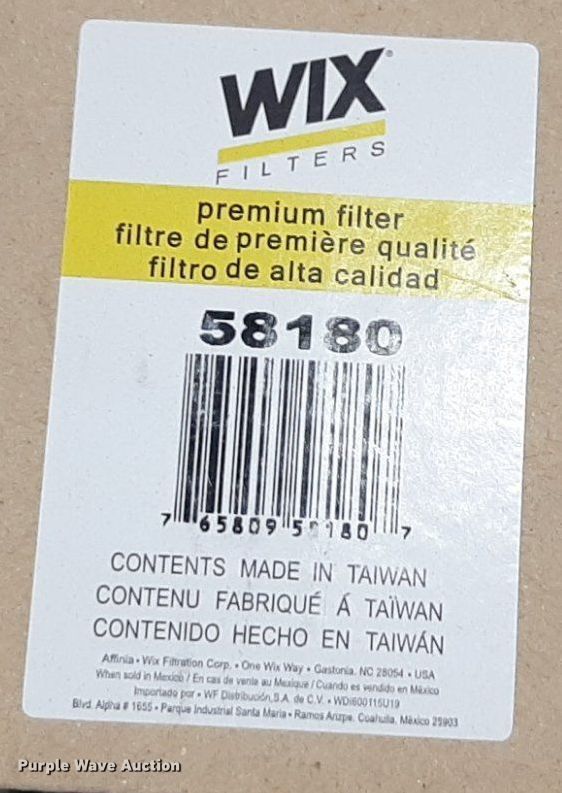 WIX®
FILTERS
premium filter
filtre de première qualité
filtro de alta calidad
58180
7 65809 58180 7
CONTENTS MADE IN TAIWAN
CONTENU FABRIQUÉ Á TAÏWAN
CONTENIDO HECHO EN TAIWÁN
Affinia • Wix Filtration Corp. • One Wix Way • Gastonia, NC 28054 • USA
When sold in Mexico / En cas de vente au Mexique / Cuando es vendido en México
Importado por • WF Distribución, S.A. de C.V. • WDI600115U19
Blvd. Alpha # 1655 • Parque Industrial Santa Maria • Ramos Arizpe, Coahuila, México 25903
Purple Wave Auction